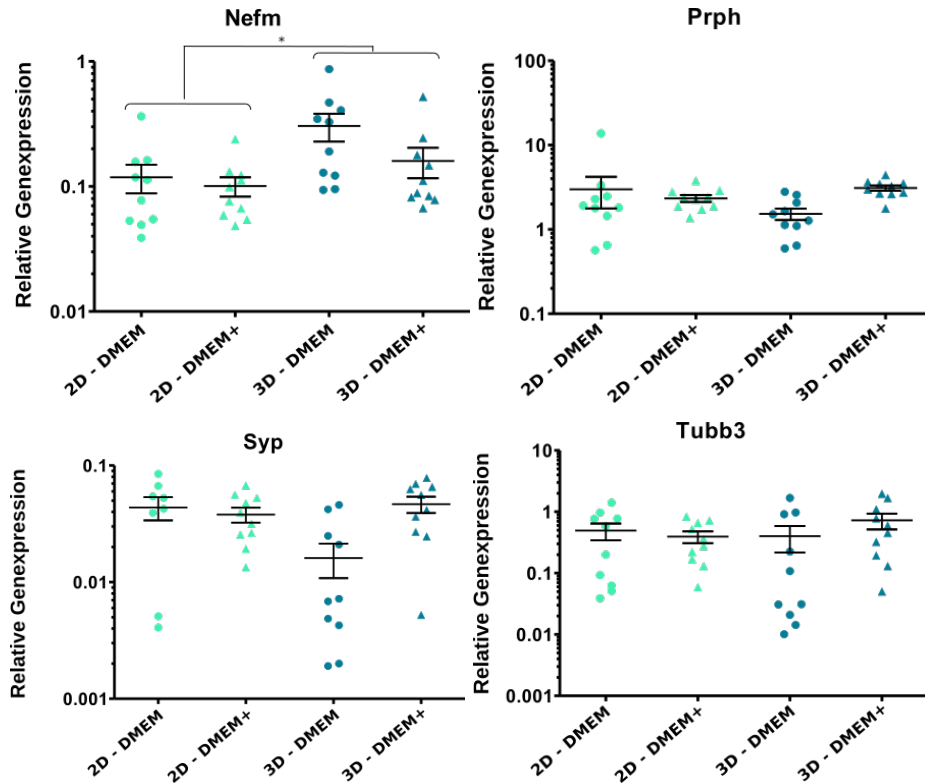 Nefm
*
Relative Genexpression
1
0.1
0.01
2D - DMEM
2D - DMEM+
3D - DMEM
3D - DMEM+
Prph
Relative Genexpression
100
10
1
0.1
2D - DMEM
2D - DMEM+
3D - DMEM
3D - DMEM+
Syp
Relative Genexpression
0.1
0.01
0.001
2D - DMEM
2D - DMEM+
3D - DMEM
3D - DMEM+
Tubb3
Relative Genexpression
10
1
0.1
0.01
0.001
2D - DMEM
2D - DMEM+
3D - DMEM
3D - DMEM+